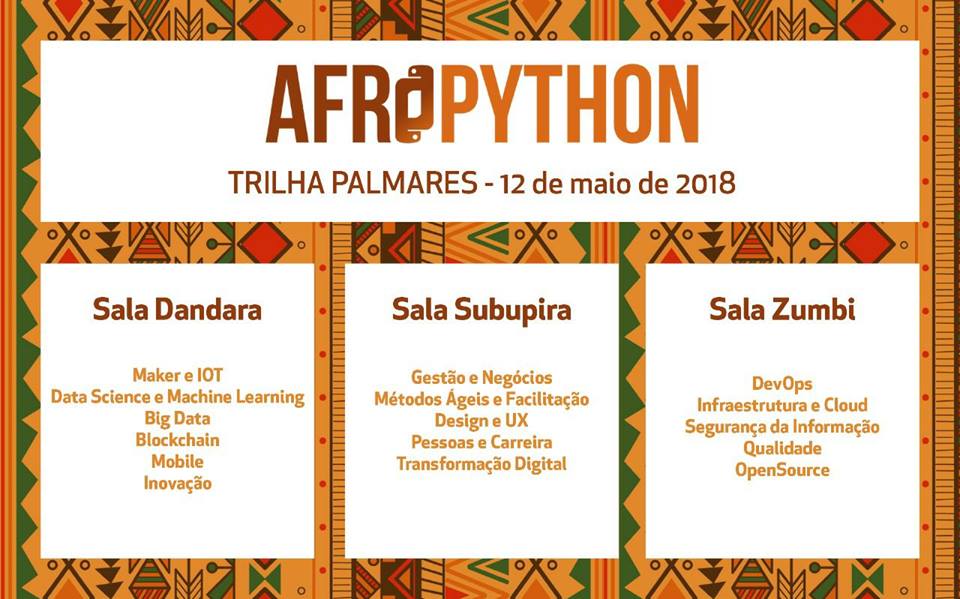 AFROPYTHON
TRILHA PALMARES - 12 de maio de 2018
Sala Dandara
Maker e IOT
Data Science e Machine Learning
Big Data
Blockchain
Mobile
Inovação
Sala Subupira
Gestão e Negócios
Métodos Ágeis e Facilitação
Design e UX
Pessoas e Carreira
Transformação Digital
Sala Zumbi
DevOps
Infraestrutura e Cloud
Segurança da Informação
Qualidade
OpenSource